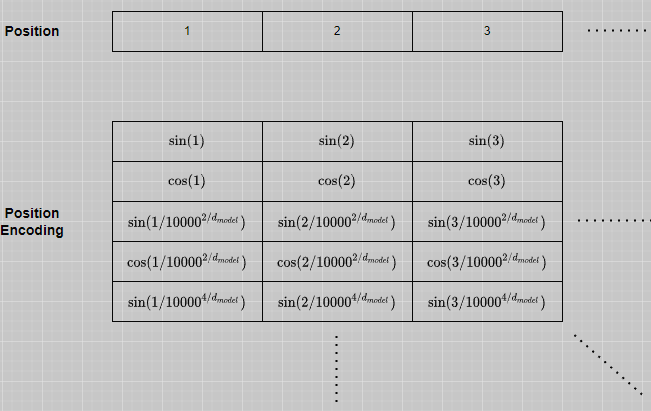 Position 1 2 3
sin(1) sin(2) sin(3)
cos(1) cos(2) cos(3)
Position
Encoding
sin(1/10000^{2/d_{model}}) sin(2/10000^{2/d_{model}}) sin(3/10000^{2/d_{model}})
cos(1/10000^{2/d_{model}}) cos(2/10000^{2/d_{model}}) cos(3/10000^{2/d_{model}})
sin(1/10000^{4/d_{model}}) sin(2/10000^{4/d_{model}}) sin(3/10000^{4/d_{model}})